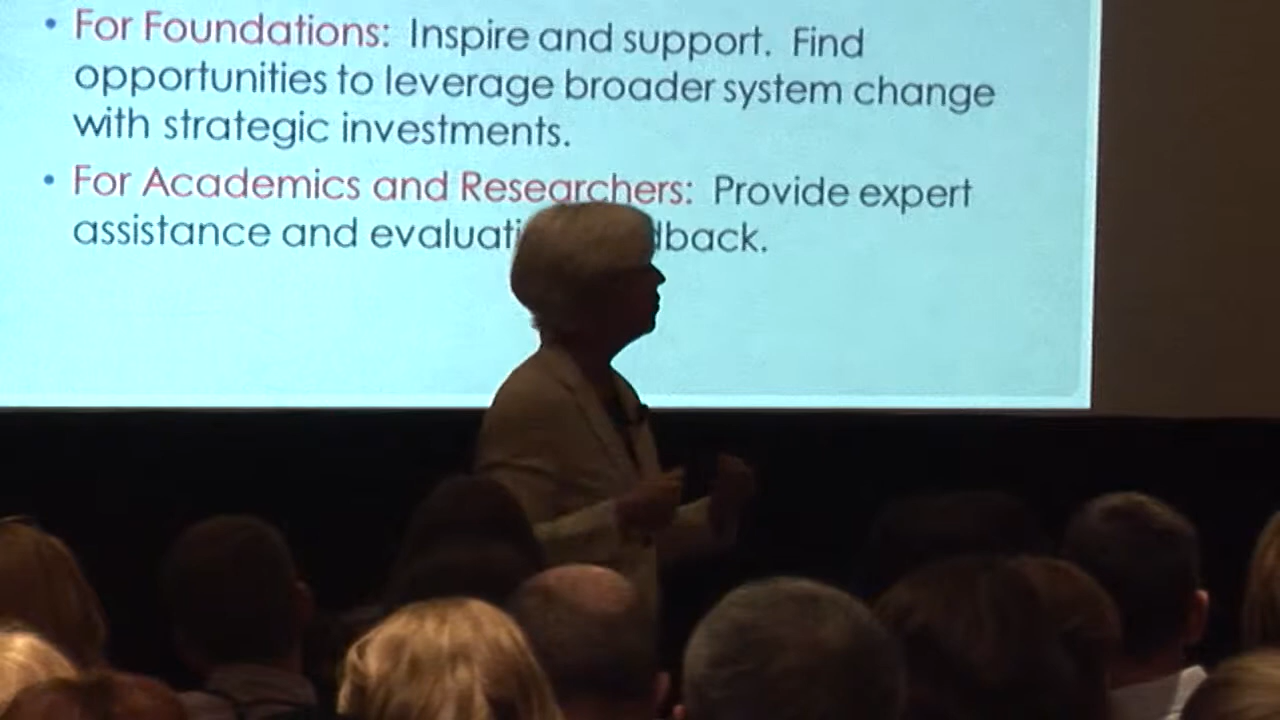 • For Foundations: Inspire and support. Find
opportunities to leverage broader system change
with strategic investments.
• For Academics and Researchers: Provide expert
assistance and back.